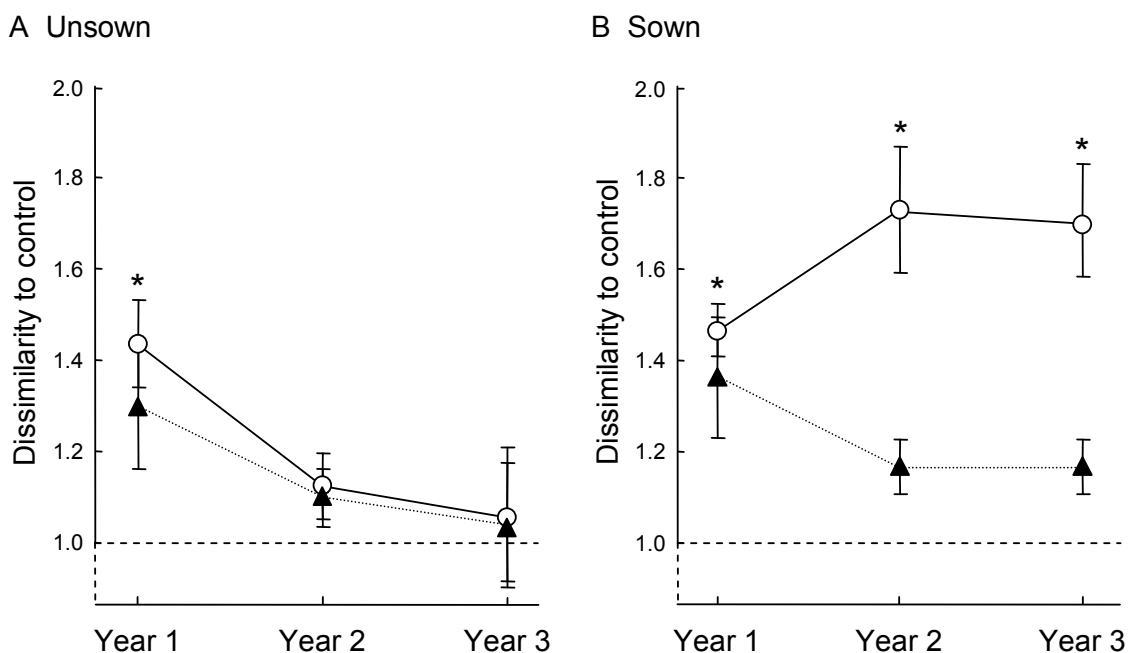 A Unsown
Dissimilarity to control
2.0
1.8
1.6
1.4
1.2
1.0
*
Year 1 Year 2 Year 3
B Sown
Dissimilarity to control
2.0
1.8
1.6
1.4
1.2
1.0
*
*
*
Year 1 Year 2 Year 3